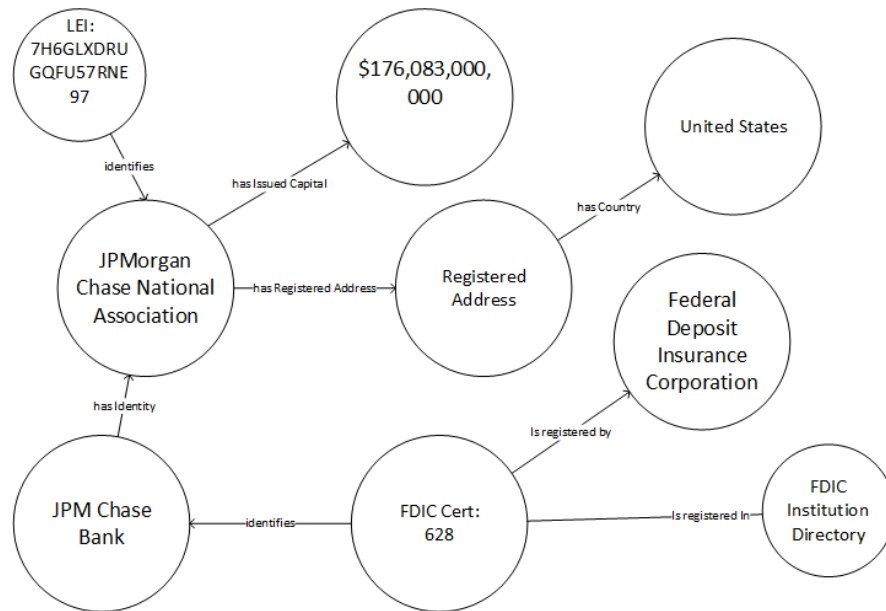 LEI:
7H6GLXDRU
GQFU57RNE
97
$176,083,000,
000
United States
identifies
has Issued Capital
has Country
JPMorgan
Chase National
Association
has Registered Address
Registered
Address
Federal
Deposit
Insurance
Corporation
has Identity
Is registered by
JPM Chase
Bank
identifies
FDIC Cert:
628
Is registered In
FDIC
Institution
Directory